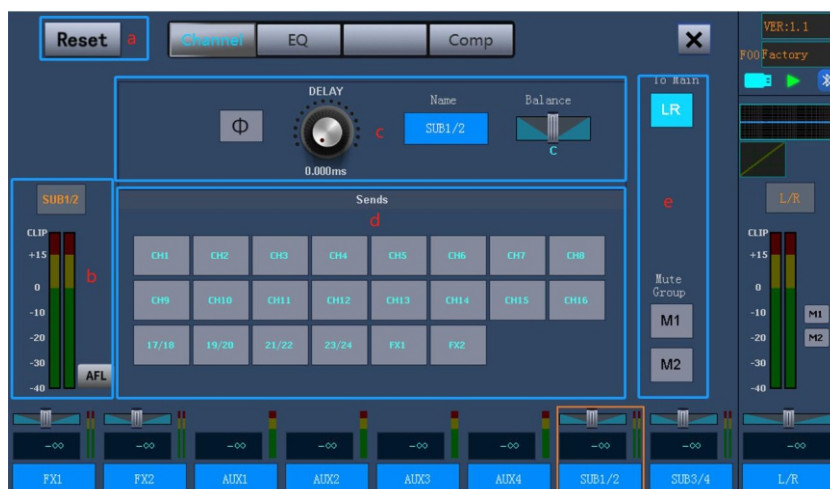 Reset a Channel EQ Comp
VER:1.1
F00 Factory
DELAY Name Balance To Main
Φ c SUB1/2 C LR
0.000ms
SUB1/2 Sends e L/R
d
CLIP CLIP
+15 CH1 CH2 CH3 CH4 CH5 CH6 CH7 CH8 +15
b
0 0
Mute
Group
-10 CH9 CH10 CH11 CH12 CH13 CH14 CH15 CH16 M1 -10 M1
-20 17/18 19/20 21/22 23/24 FX1 FX2 -20 M2
-30 M2 -30
AFL
-40 -40
-∞ -∞ -∞ -∞ -∞ -∞ -∞ -∞ -∞
FX1 FX2 AUX1 AUX2 AUX3 AUX4 SUB1/2 SUB3/4 L/R